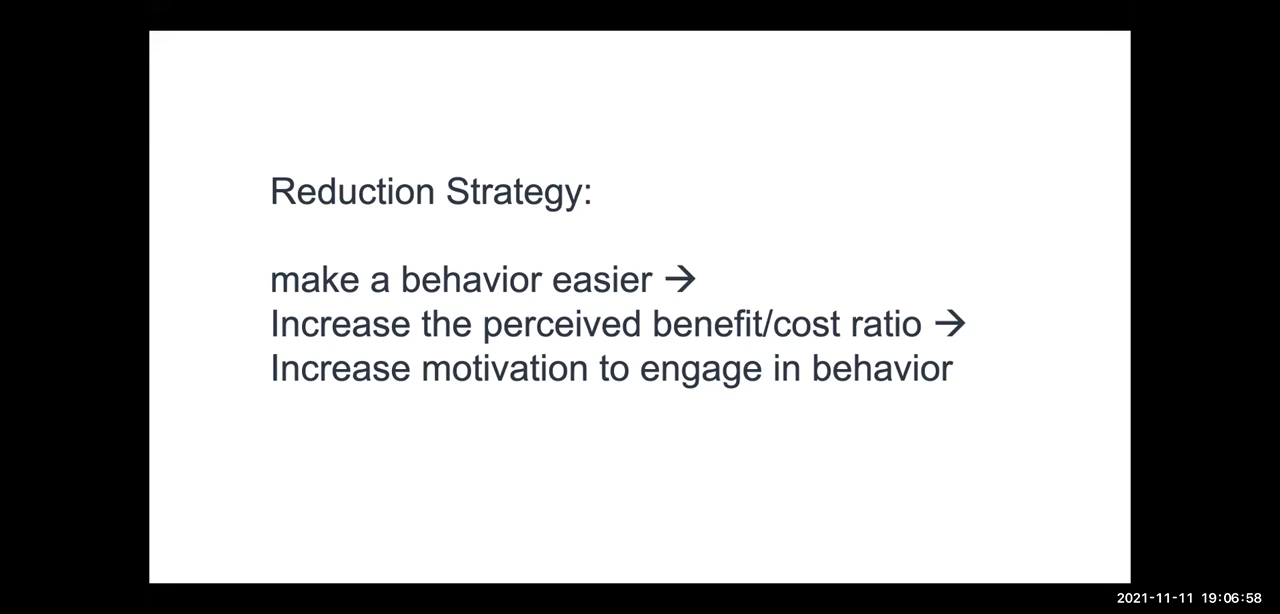 Reduction Strategy:
make a behavior easier →
Increase the perceived benefit/cost ratio →
Increase motivation to engage in behavior
2021-11-11 19:06:58